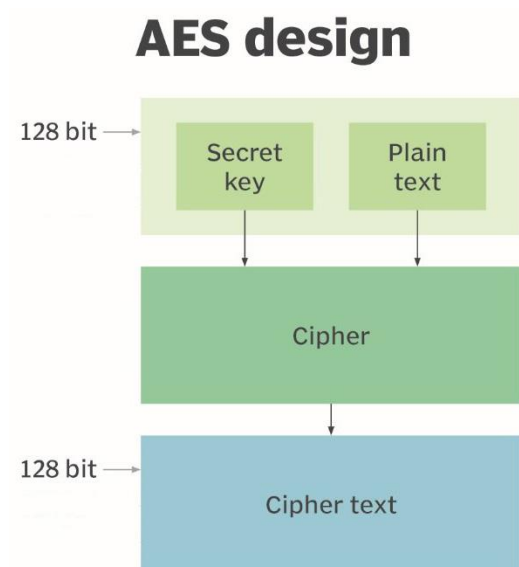 AES design
128 bit
Secret
key
Plain
text
Cipher
128 bit
Cipher text